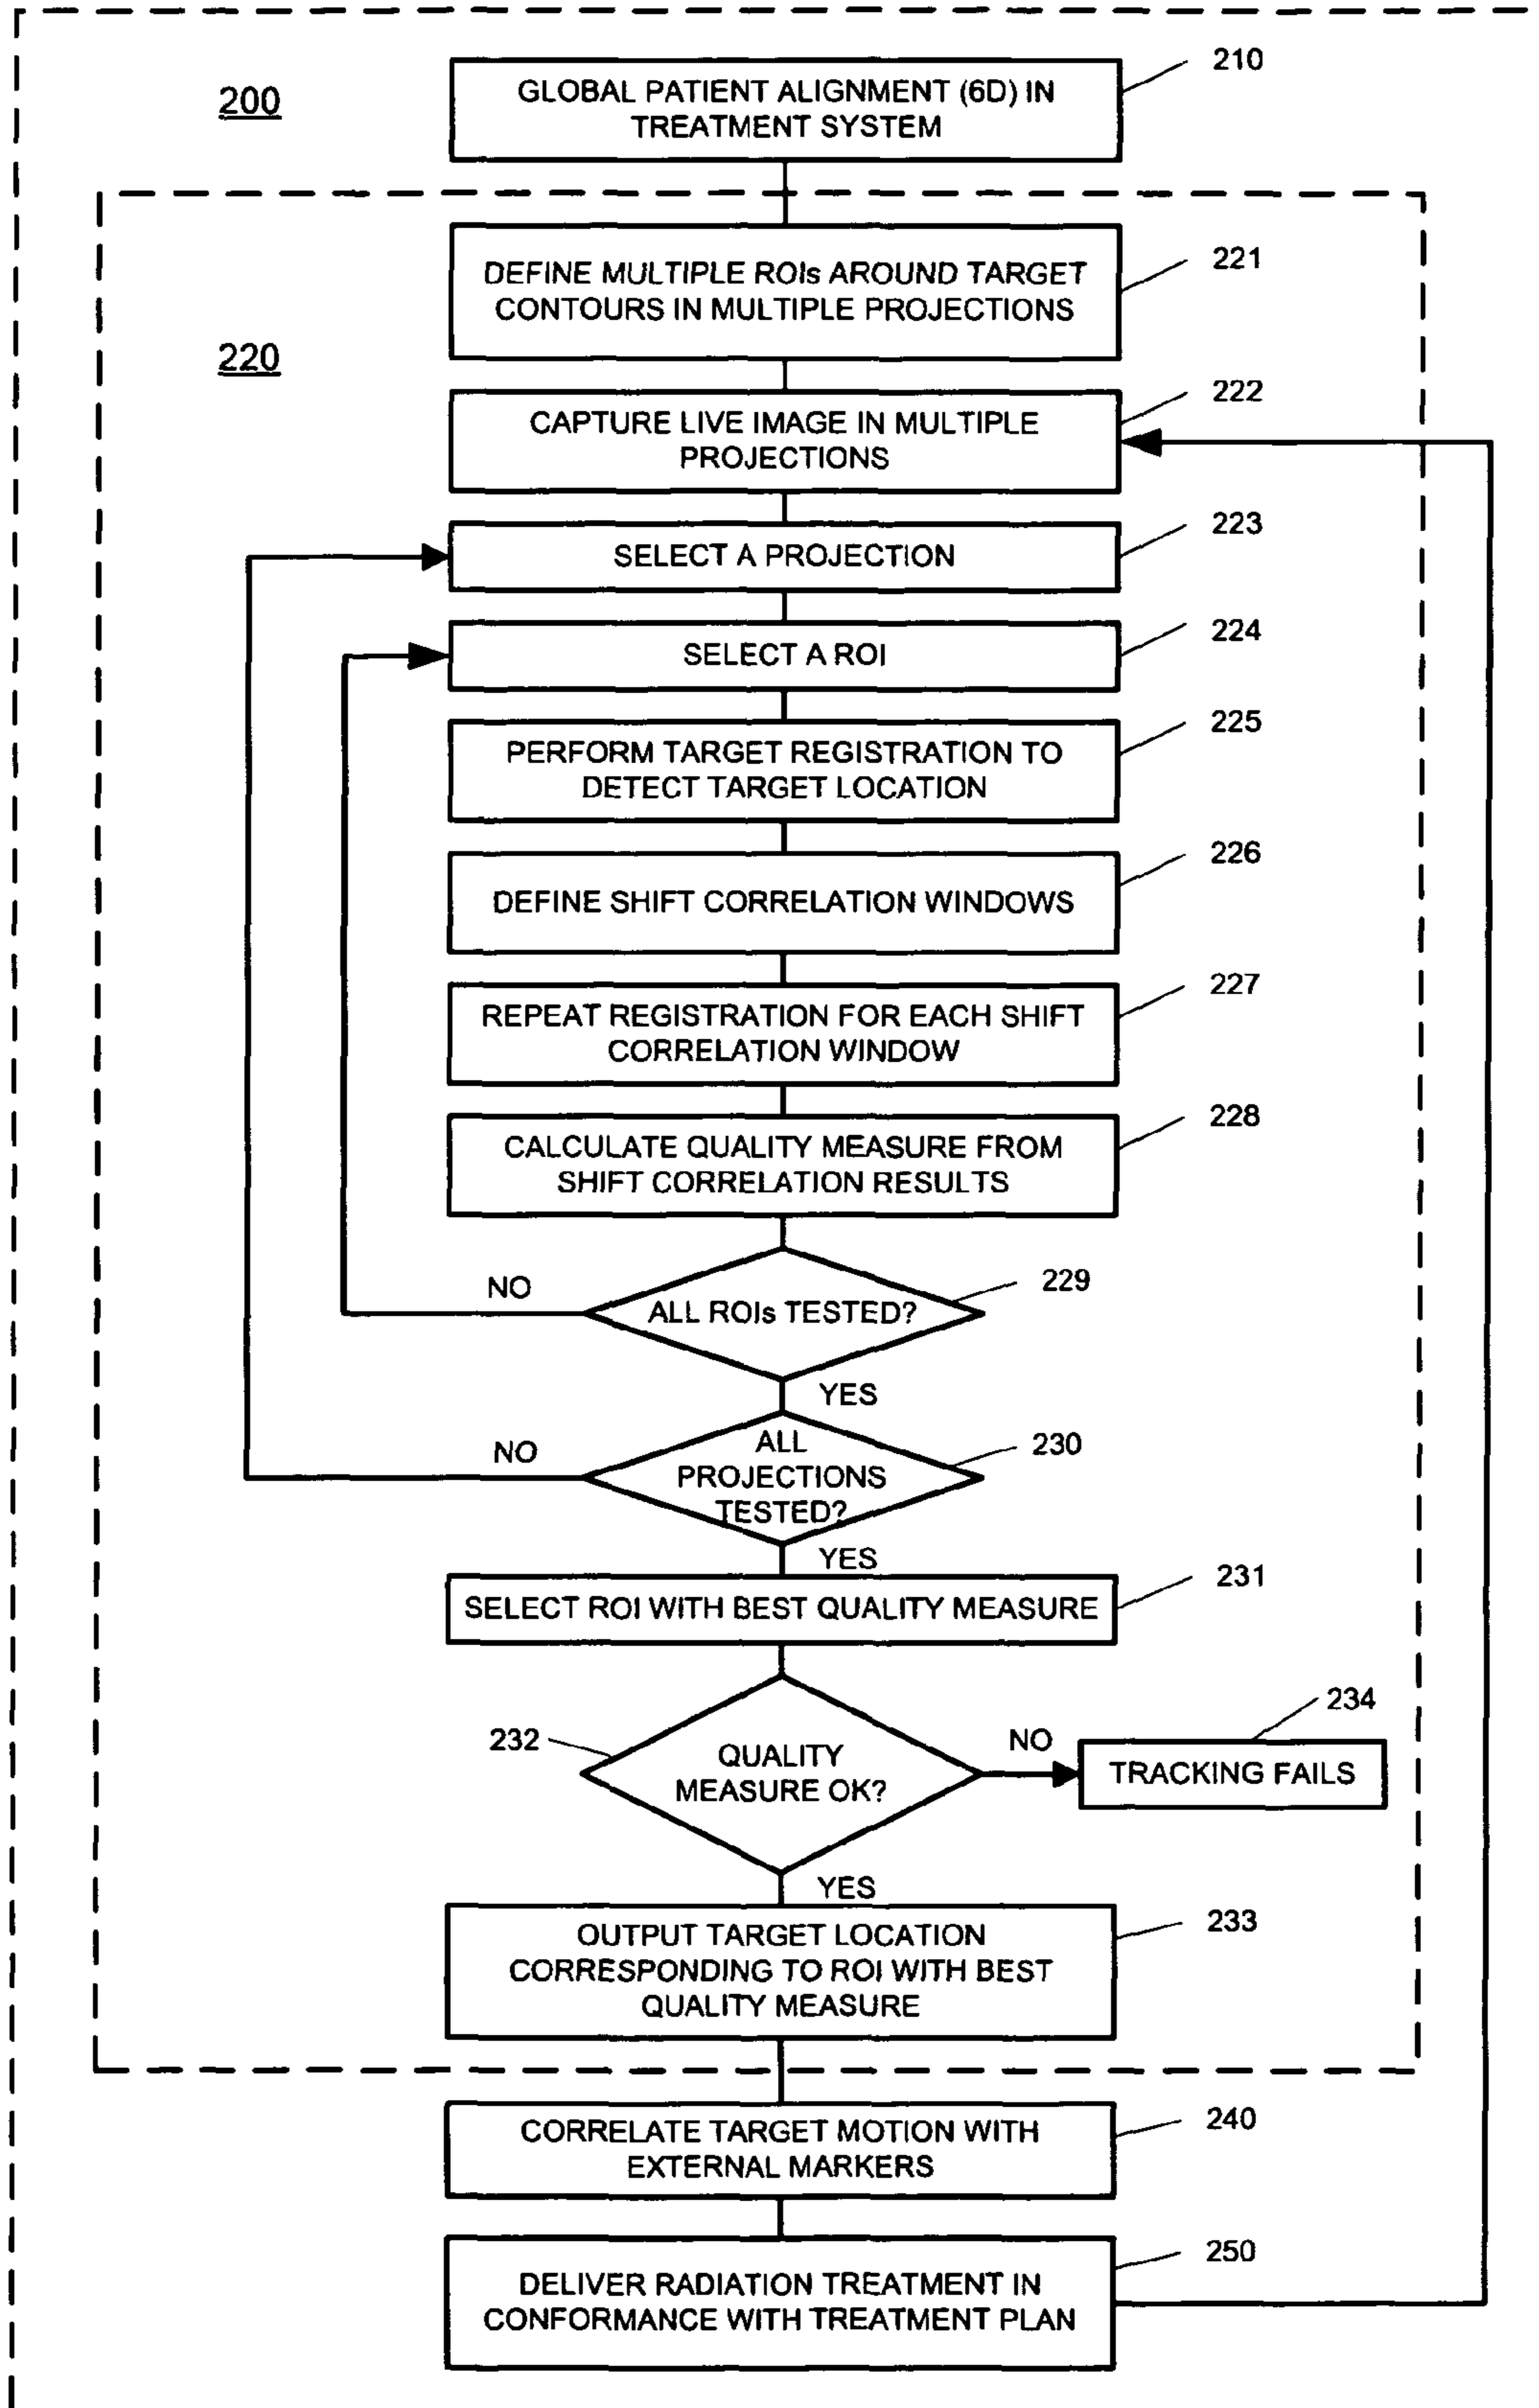 210
200
GLOBAL PATIENT ALIGNMENT (6D) IN
TREATMENT SYSTEM
221
DEFINE MULTIPLE ROIs AROUND TARGET
CONTOURS IN MULTIPLE PROJECTIONS
220
222
CAPTURE LIVE IMAGE IN MULTIPLE
PROJECTIONS
223
SELECT A PROJECTION
224
SELECT A ROI
225
PERFORM TARGET REGISTRATION TO
DETECT TARGET LOCATION
226
DEFINE SHIFT CORRELATION WINDOWS
227
REPEAT REGISTRATION FOR EACH SHIFT
CORRELATION WINDOW
228
CALCULATE QUALITY MEASURE FROM
SHIFT CORRELATION RESULTS
229
NO
ALL ROIs TESTED?
YES
230
NO
ALL
PROJECTIONS
TESTED?
YES
231
SELECT ROI WITH BEST QUALITY MEASURE
234
232
NO
QUALITY
MEASURE OK?
TRACKING FAILS
YES
233
OUTPUT TARGET LOCATION
CORRESPONDING TO ROI WITH BEST
QUALITY MEASURE
240
CORRELATE TARGET MOTION WITH
EXTERNAL MARKERS
250
DELIVER RADIATION TREATMENT IN
CONFORMANCE WITH TREATMENT PLAN